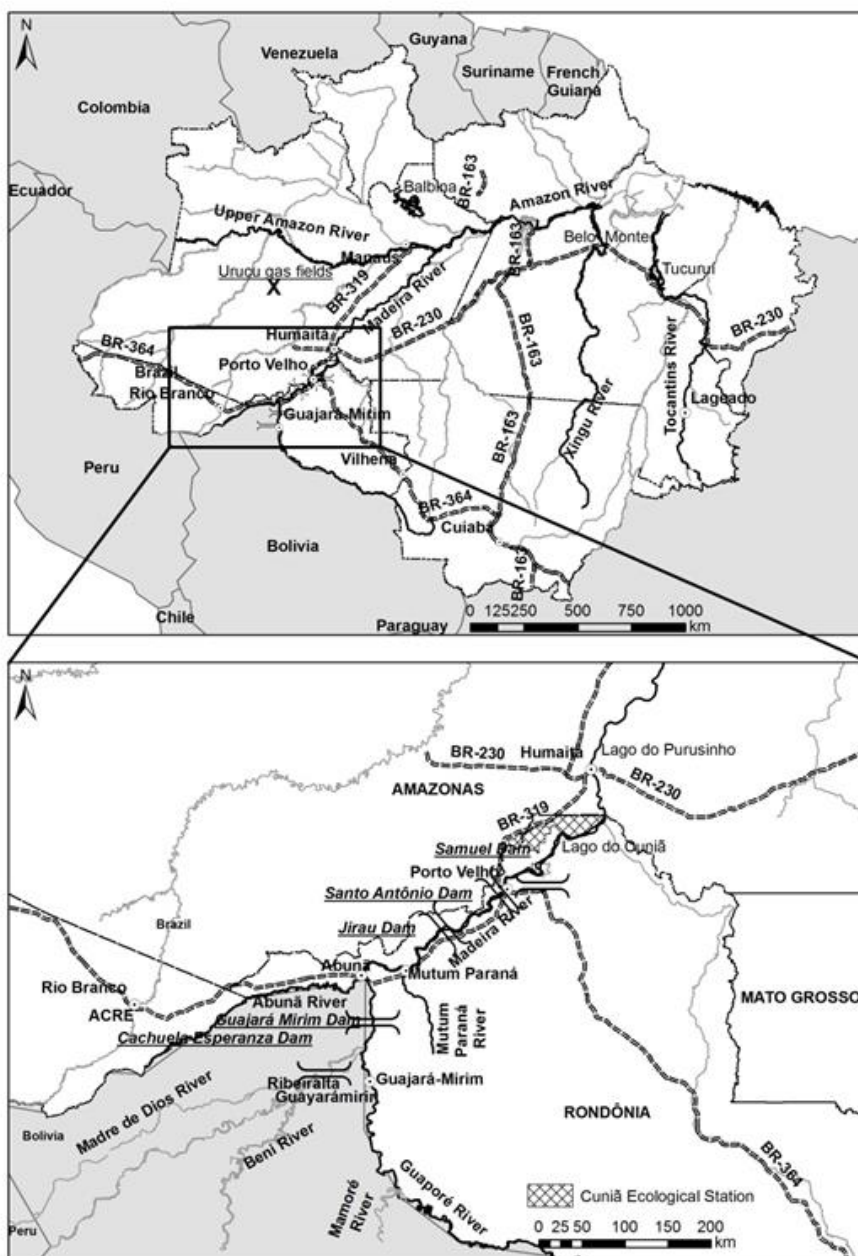 N
Guyana
Venezuela
Suriname
French
Guiana
Colombia
BR-163
Ecuador
Balbina
Amazon River
Upper Amazon River
Manaus
BR-163
Belo Monte
Urucu gas fields
X
BR-319
Madeira River
Tucuruí
BR-230
BR-230
Humaitá
BR-364
BR-163
Brazil
Porto Velho
Rio Branco
Guajará-Mirim
Xingu River
Tocantins River
Lageado
Peru
Vilhena
BR-163
BR-364
Cuiabá
Bolivia
BR-163
Chile
Paraguay
0 125250 500 750 1000
km
N
BR-230
Humaitá
Lago do Purusinho
AMAZONAS
BR-230
BR-319
Samuel Dam
Lago do Cuniã
Porto Velho
Santo Antônio Dam
Jirau Dam
Madeira River
Brazil
Abunã
Mutum Paraná
Rio Branco
ACRE
Abunã River
MATO GROSSO
Guajará Mirim Dam
Cachuela Esperanza Dam
Mutum
Paraná
River
Ribeiralta
Guajará-Mirim
Guayarámirin
Madre de Dios River
RONDÔNIA
Bolivia
Beni River
BR-364
Mamoré
River
Guaporé River
Cuniã Ecological Station
Peru
0 25 50 100 150 200
km